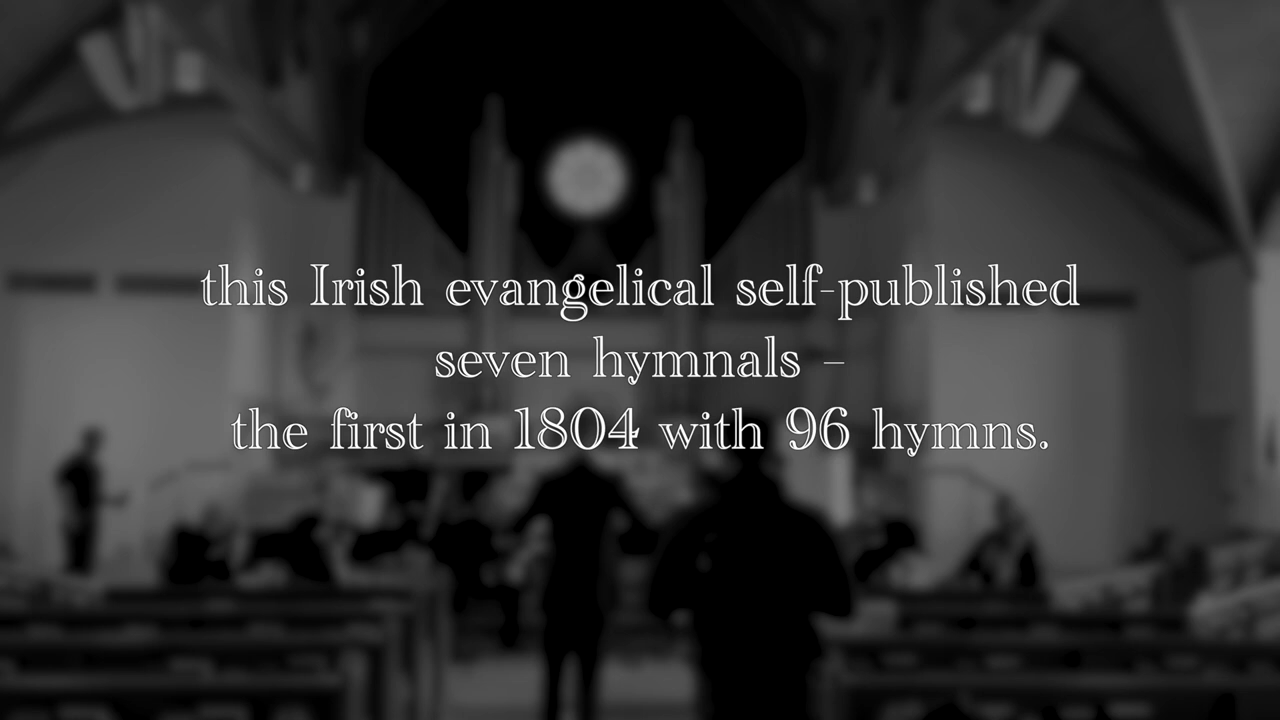 this Irish evangelical self-published
seven hymnals –
the first in 1804 with 96 hymns.